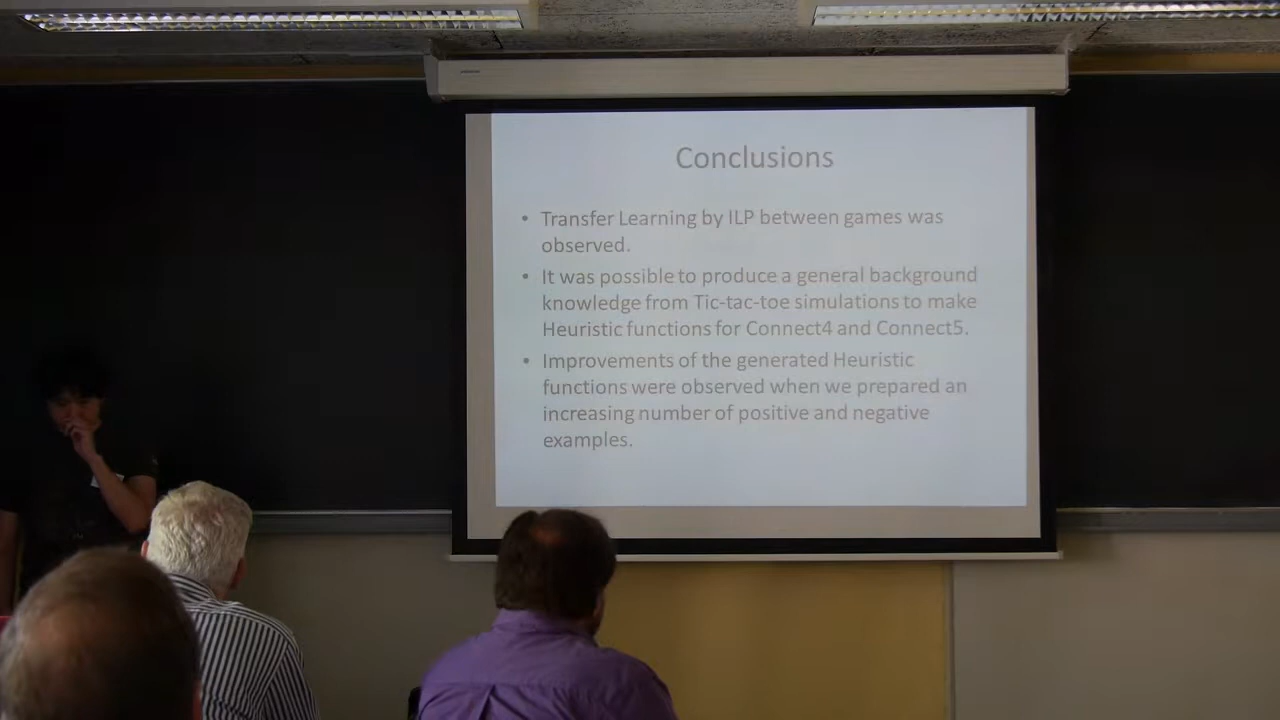 Conclusions
• Transfer Learning by ILP between games was
observed.
• It was possible to produce a general background
knowledge from Tic-tac-toe simulations to make
Heuristic functions for Connect4 and Connect5.
• Improvements of the generated Heuristic
functions were observed when we prepared an
increasing number of positive and negative
examples.